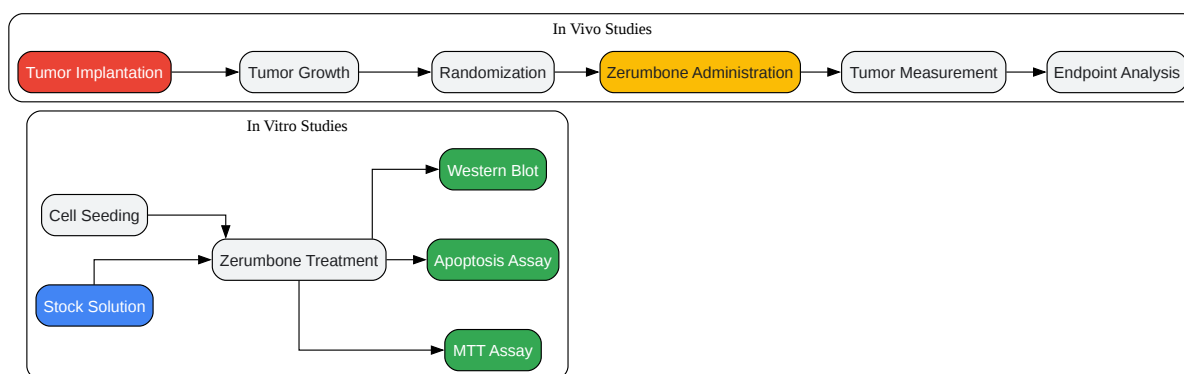 In Vivo Studies
Tumor Implantation
Tumor Growth
Randomization
Zerumbone Administration
Tumor Measurement
Endpoint Analysis
In Vitro Studies
Western Blot
Cell Seeding
Zerumbone Treatment
Apoptosis Assay
Stock Solution
MTT Assay